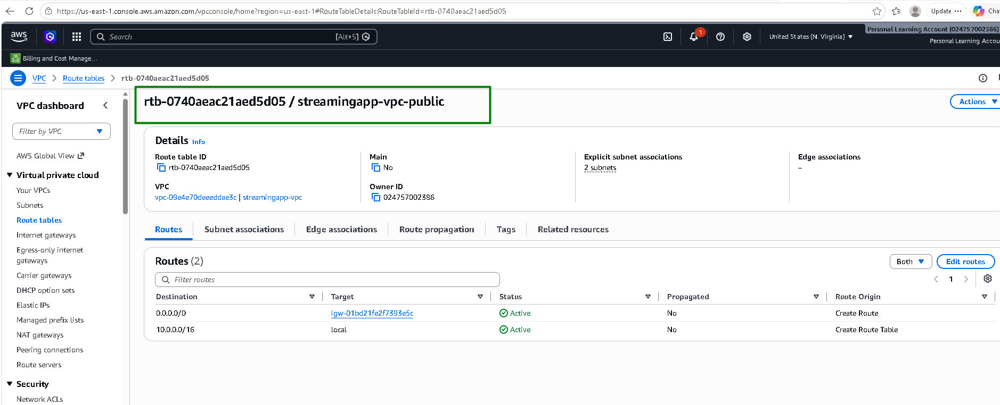 https://us-east-1.console.aws.amazon.com/vpcconsole/home?region=us-east-1#RouteTableDetails:RouteTableId=rtb-0740aeac21aed5d05
Update
aws
Search
[Alt+S]
1
United States (N. Virginia)
Personal Learning Account (024757002386)
Personal Learning Accou
Billing and Cost Manage...
VPC
Route tables
rtb-0740aeac21aed5d05
VPC dashboard
Filter by VPC
AWS Global View
Virtual private cloud
Your VPCs
Subnets
Route tables
Internet gateways
Egress-only internet
gateways
Carrier gateways
DHCP option sets
Elastic IPs
Managed prefix lists
NAT gateways
Peering connections
Route servers
Security
Network ACLs
rtb-0740aeac21aed5d05 / streamingapp-vpc-public
Actions
Details Info
Route table ID
rtb-0740aeac21aed5d05
Main
No
Explicit subnet associations
2 subnets
Edge associations
–
VPC
vpc-09e4e70deeeddae3c | streamingapp-vpc
Owner ID
024757002386
Routes
Subnet associations
Edge associations
Route propagation
Tags
Related resources
Routes (2)
Both
Edit routes
Filter routes
1
Destination Target Status Propagated Route Origin
0.0.0.0/0 igw-01bd21fe2f7393e5c Active No Create Route
10.0.0.0/16 local Active No Create Route Table